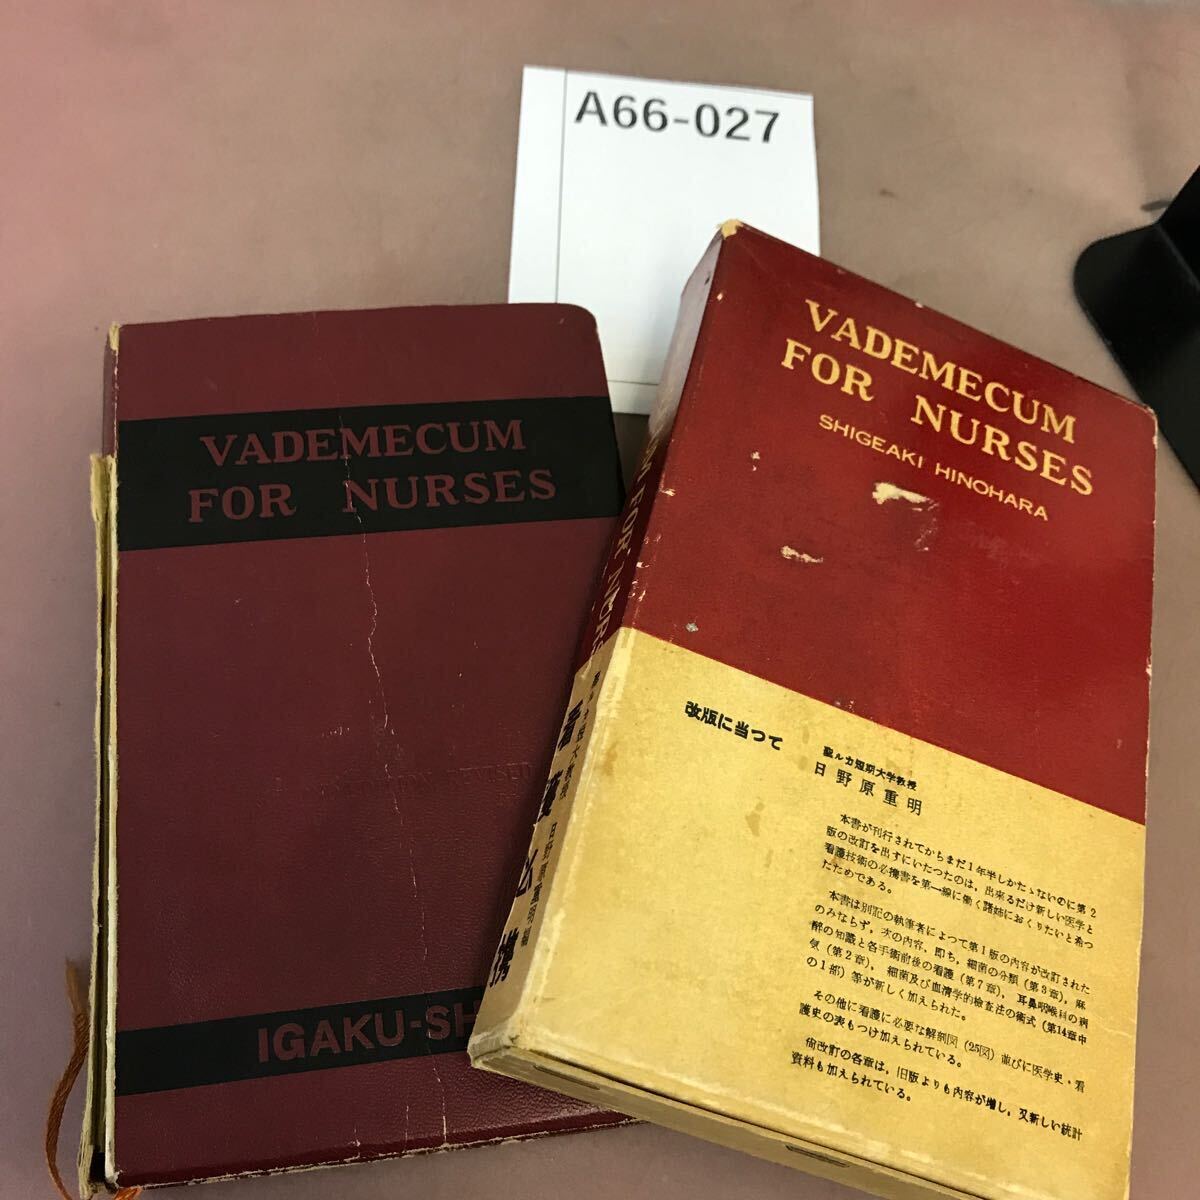 A66-027
VADEMECUM
FOR NURSES
IGAKU-SH
VADEMECUM
FOR NURSES
SHIGEAKI HINOHARA
改版に当つて
聖ルカ短期大学教授
日野原重明
本書が刊行されてからまだ1年半しかたゝないのに第2
版の改訂を出すにいたつたのは，出来るだけ新しい医学と
看護技術の必携書を第一線に働く諸姉におくりたいと希つ
たためである。
本書は別記の執筆者によつて第1版の内容が改訂された
のみならず，次の内容，即ち，細菌の分類（第3章），麻
酔の知識と各手術前後の看護（第7章），耳鼻咽喉科の病
気（第2章），細菌及び血清学的検査法の術式（第14章中
の1部）等が新しく加えられた。
その他に看護に必要な解剖図（25図）並びに医学史・看
護史の表もつけ加えられている。
尙改訂の各章は，旧版よりも内容が増し，又新しい統計
資料も加えられている。